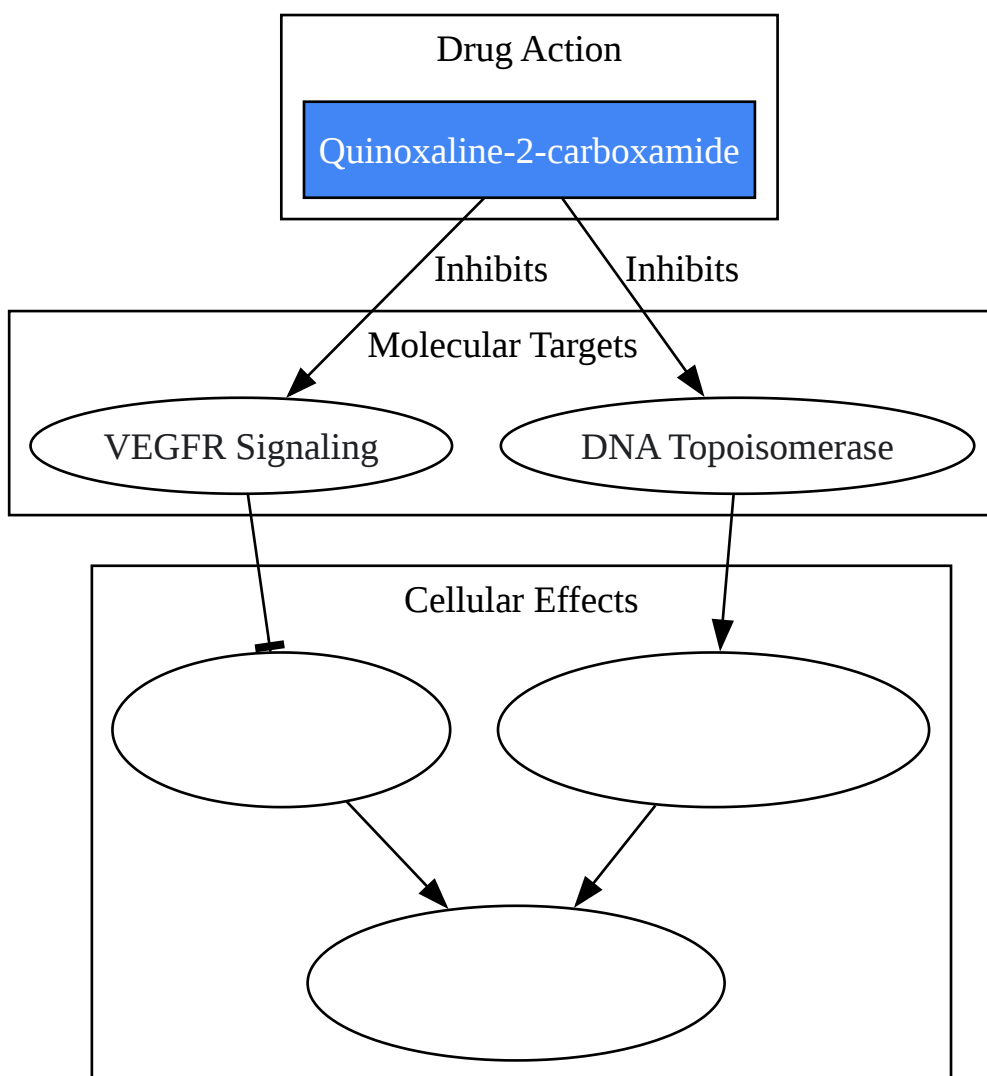 Drug Action
Quinoxaline-2-carboxamide
Inhibits Inhibits
Molecular Targets
VEGFR Signaling DNA Topoisomerase
Cellular Effects